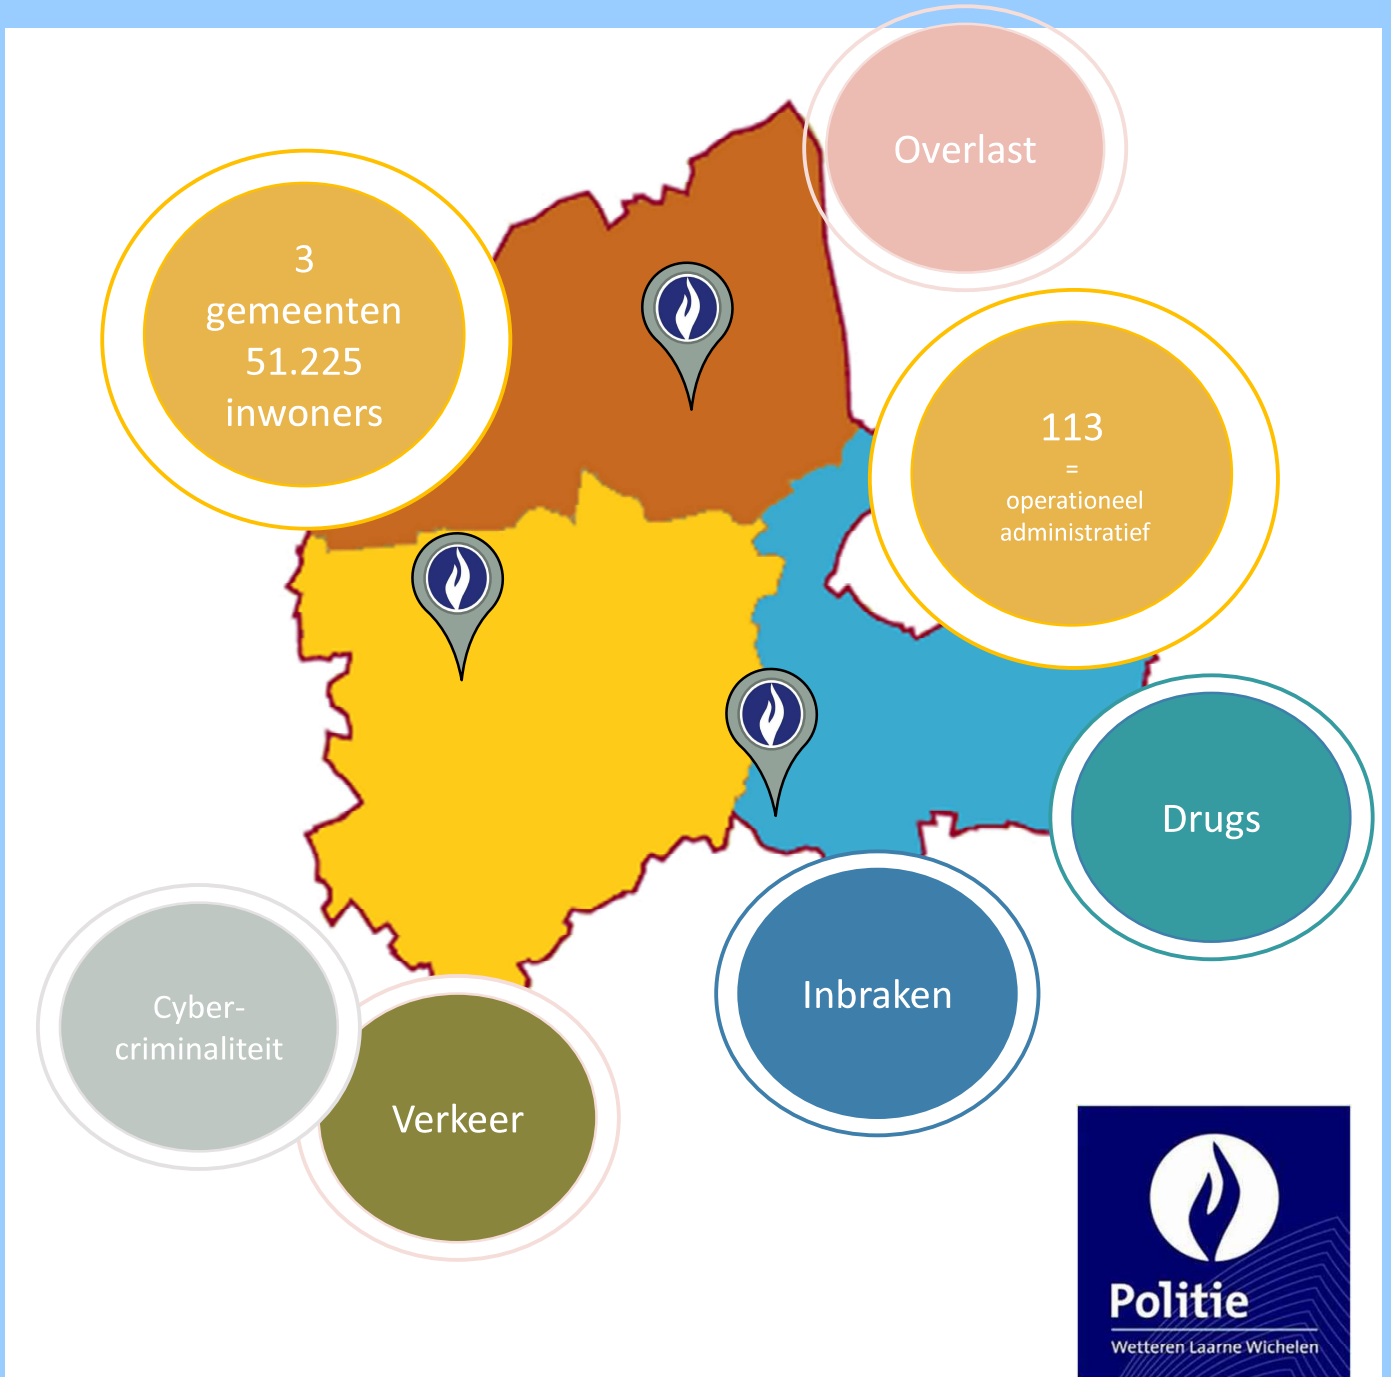 Overlast
3
gemeenten
51.225
inwoners
113
=
operationeel
administratief
Drugs
Inbraken
Cyber-
criminaliteit
Verkeer
Politie
Wetteren Laarne Wichelen